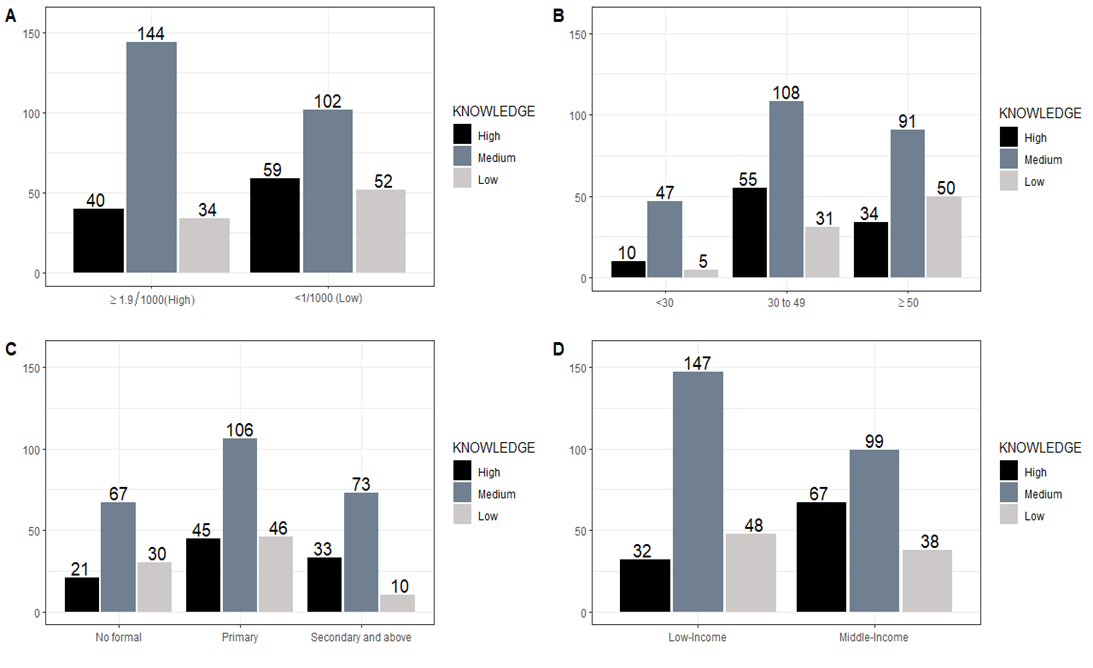 A
150
100
50
0
144
102
40
34
59
52
≥ 1.9/1000(High)
<1/1000 (Low)
KNOWLEDGE
High
Medium
Low
B
150
100
50
0
10
47
5
55
108
31
34
91
50
<30
30 to 49
≥ 50
KNOWLEDGE
High
Medium
Low
C
150
100
50
0
21
67
30
45
106
46
33
73
10
No formal
Primary
Secondary and above
KNOWLEDGE
High
Medium
Low
D
150
100
50
0
32
147
48
67
99
38
Low-Income
Middle-Income
KNOWLEDGE
High
Medium
Low